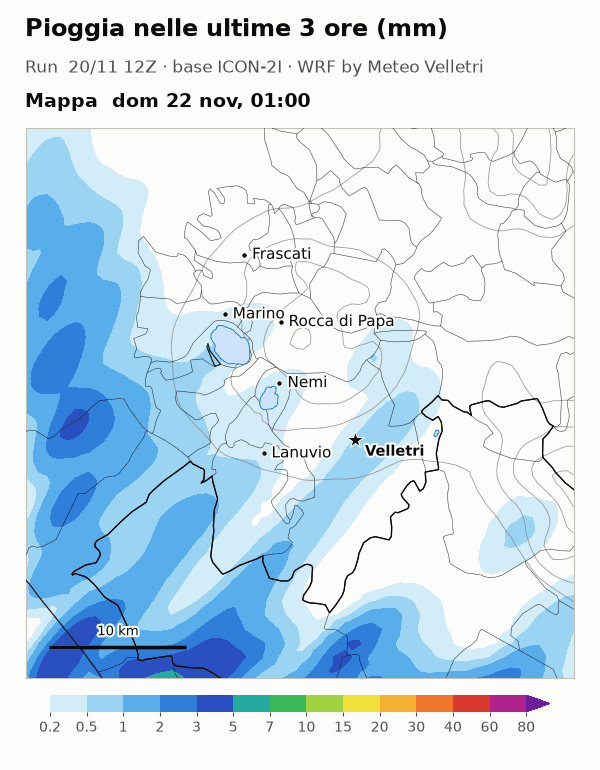 Pioggia nelle ultime 3 ore (mm)
Run  20/11 12Z · base ICON-2I · WRF by Meteo Velletri
Mappa  dom 22 nov, 01:00
Frascati
Marino
Rocca di Papa
Nemi
Velletri
Lanuvio
10 km
0.2 0.5 1 2 3 5 7 10 15 20 30 40 60 80